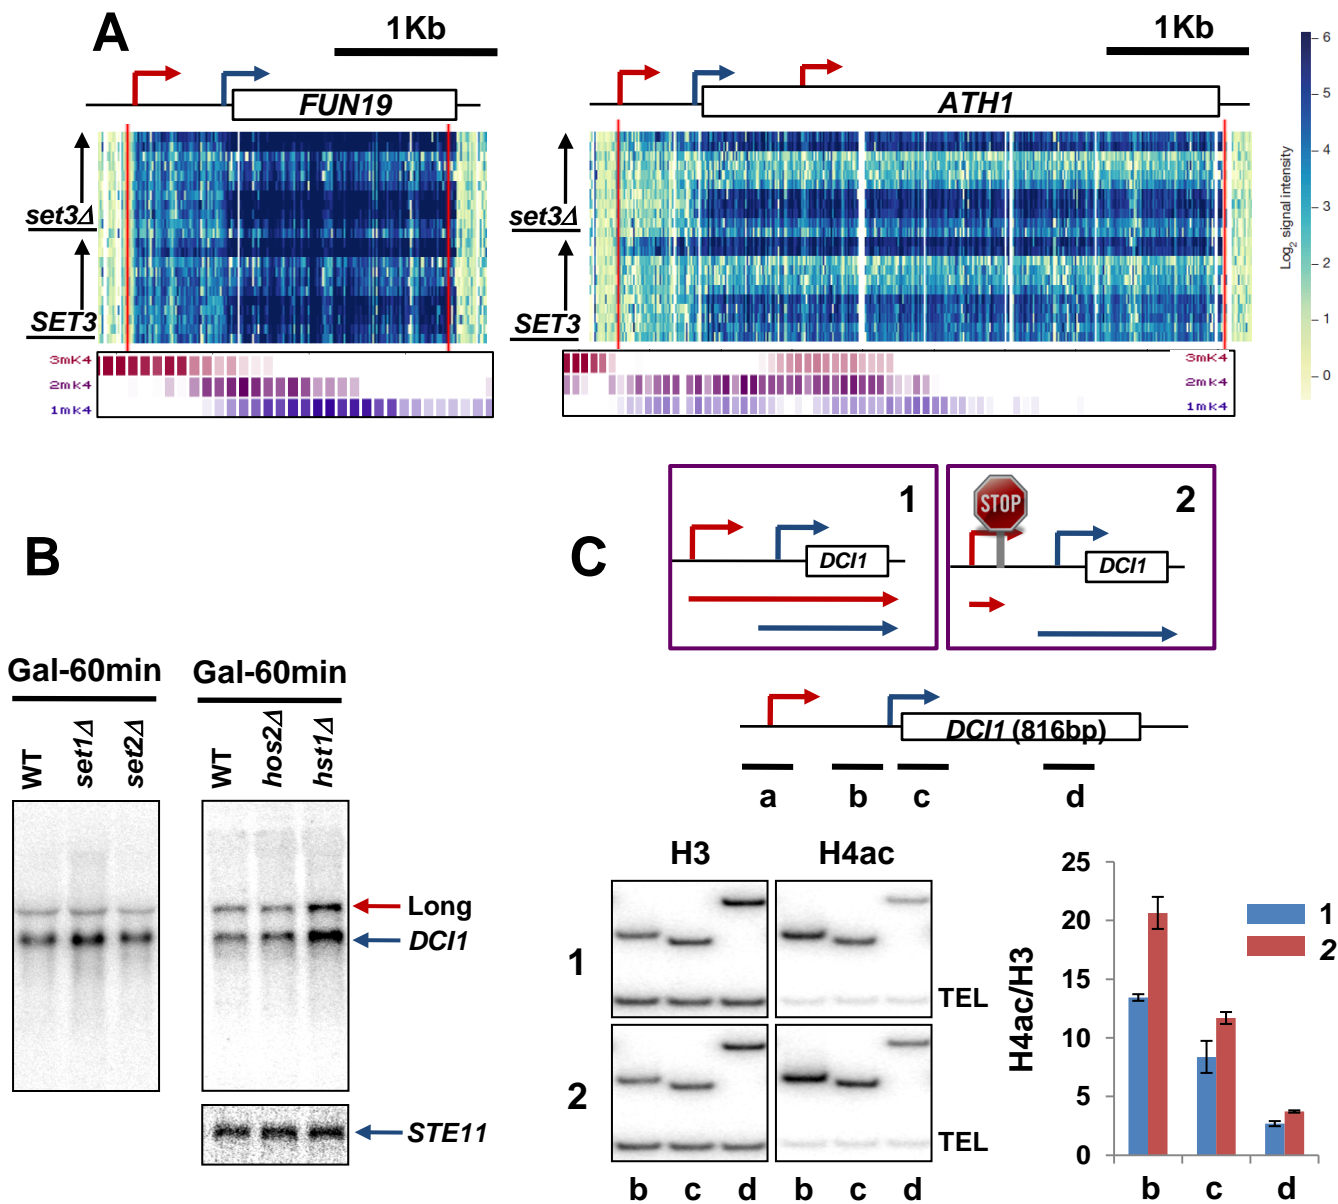 A
1Kb
1Kb
FUN19
ATH1
set3Δ
SET3
set3Δ
SET3
3mK4
2mk4
1mk4
3mK4
2mK4
1mk4
6
5
4
3
2
1
0
Log2 signal intensity
B
Gal-60min
Gal-60min
WT
set1Δ
set2Δ
WT
hos2Δ
hst1Δ
Long
DCI1
STE11
C
1
DCI1
STOP
2
DCI1
DCI1 (816bp)
a b c d
H3 H4ac
1
TEL
2
TEL
b c d b c d
25
20
15
10
5
0
H4ac/H3
1
2
b c d